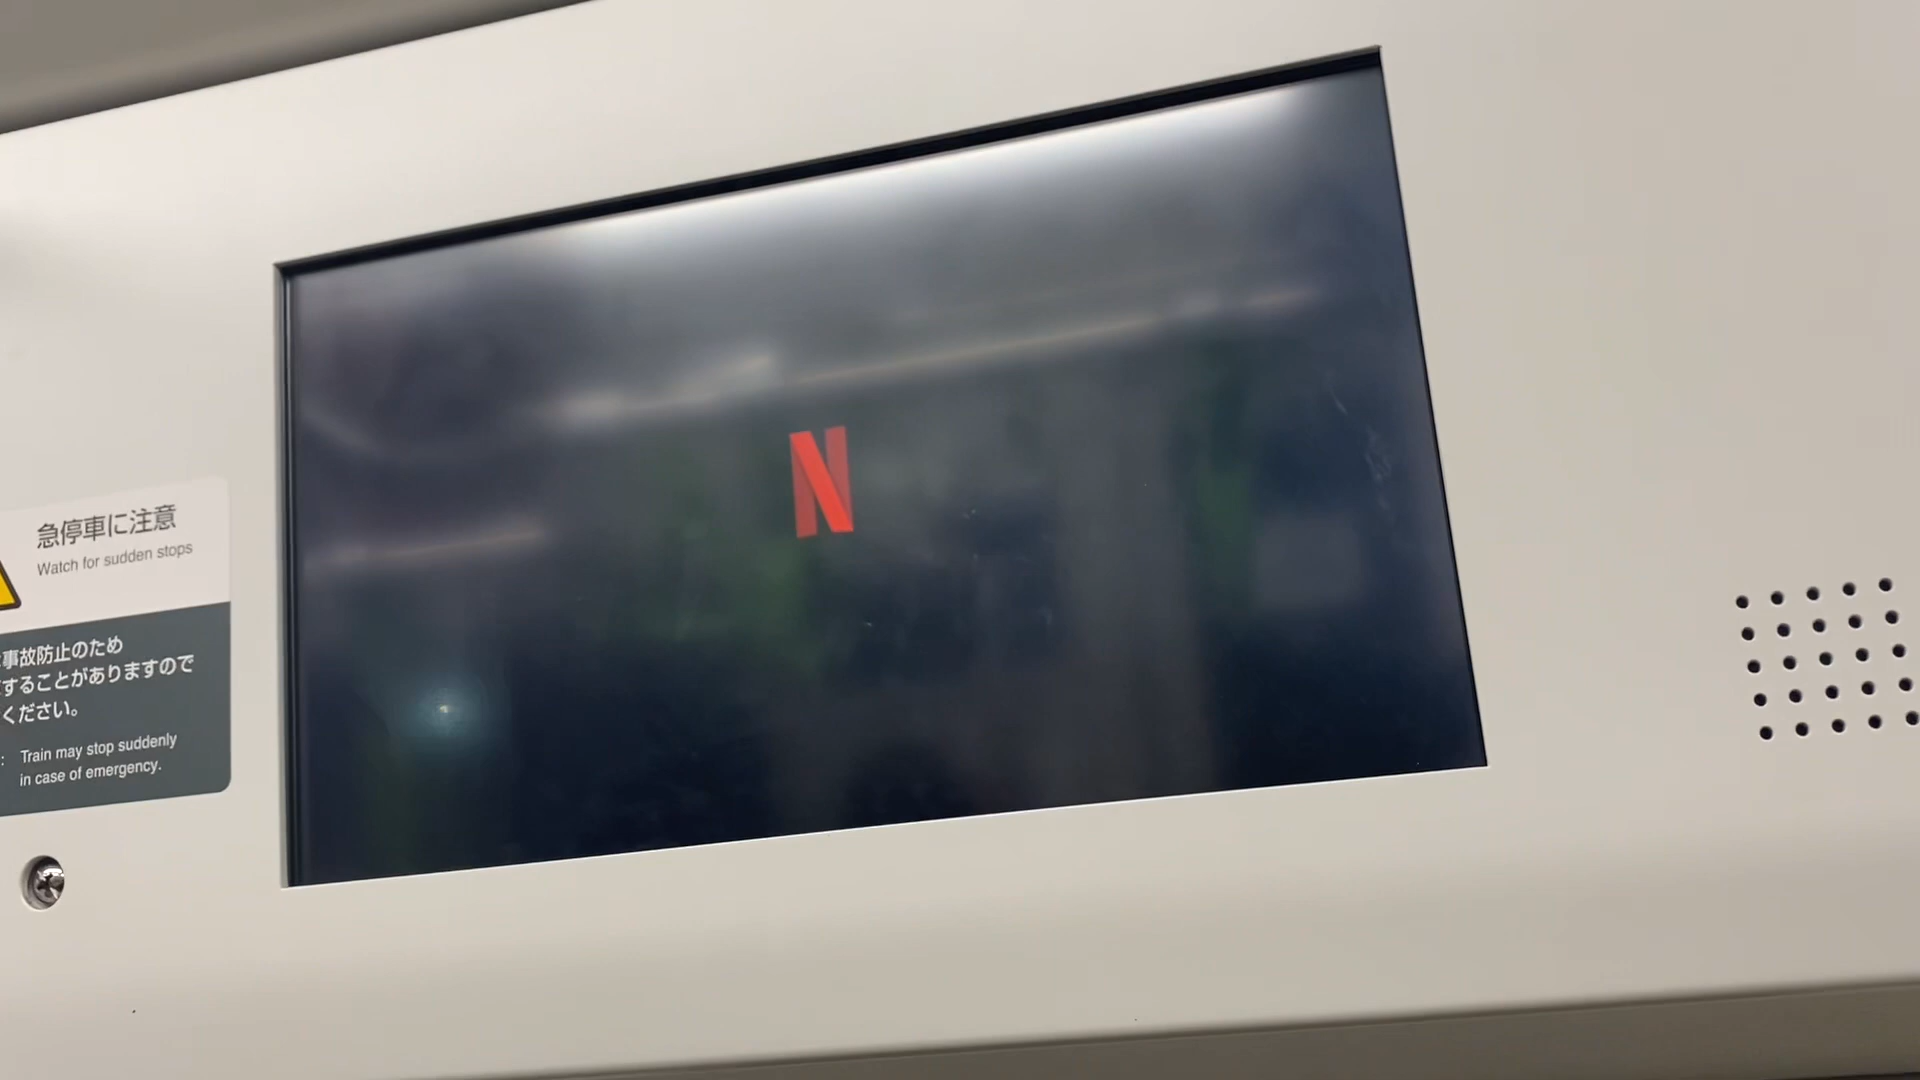 急停車に注意
Watch for sudden stops
事故防止のため
することがありますので
ください。
: Train may stop suddenly
in case of emergency.
N